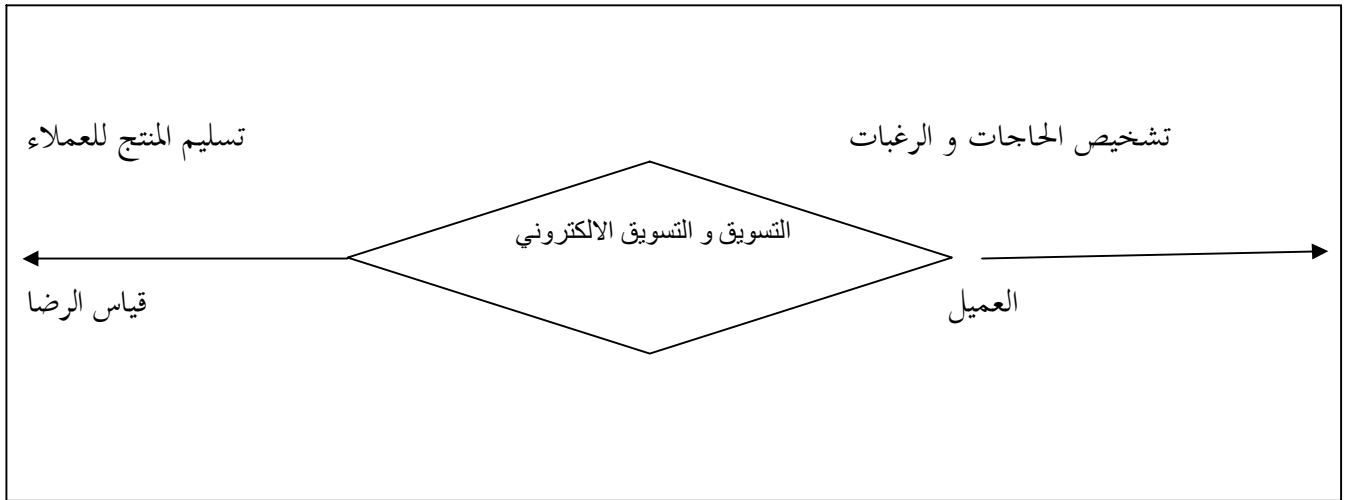 تشخيص الحاجات و الرغبات
تسليم المنتج للعملاء
التسويق و التسويق الالكتروني
العميل
قياس الرضا